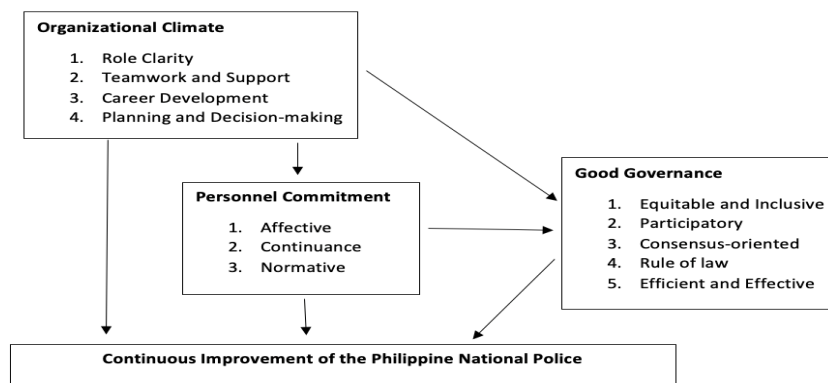 Organizational Climate
1. Role Clarity
2. Teamwork and Support
3. Career Development
4. Planning and Decision-making
Personnel Commitment
1. Affective
2. Continuance
3. Normative
Good Governance
1. Equitable and Inclusive
2. Participatory
3. Consensus-oriented
4. Rule of law
5. Efficient and Effective
Continuous Improvement of the Philippine National Police